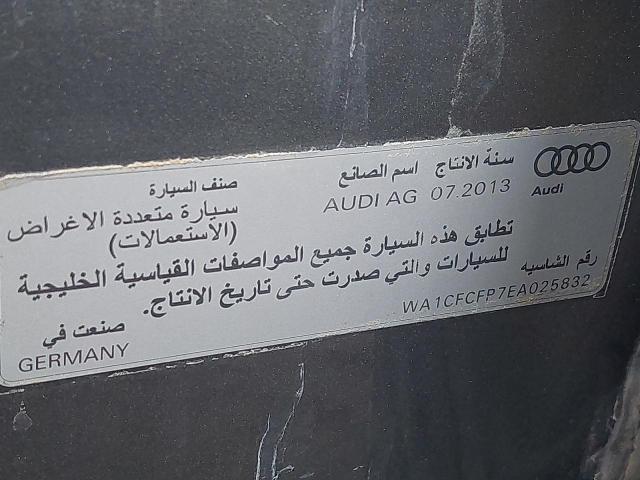 Audi
سنة الانتاج
اسم الصانع
صنف السيارة
AUDI AG 07.2013
سيارة متعددة الاغراض
(الاستعمالات)
تطابق هذه السيارة جميع المواصفات القياسية الخليجية
للسيارات والتي صدرت حتى تاريخ الانتاج.
رقم الشاسيه
WA1CFCFP7EA025832
صنعت في
GERMANY